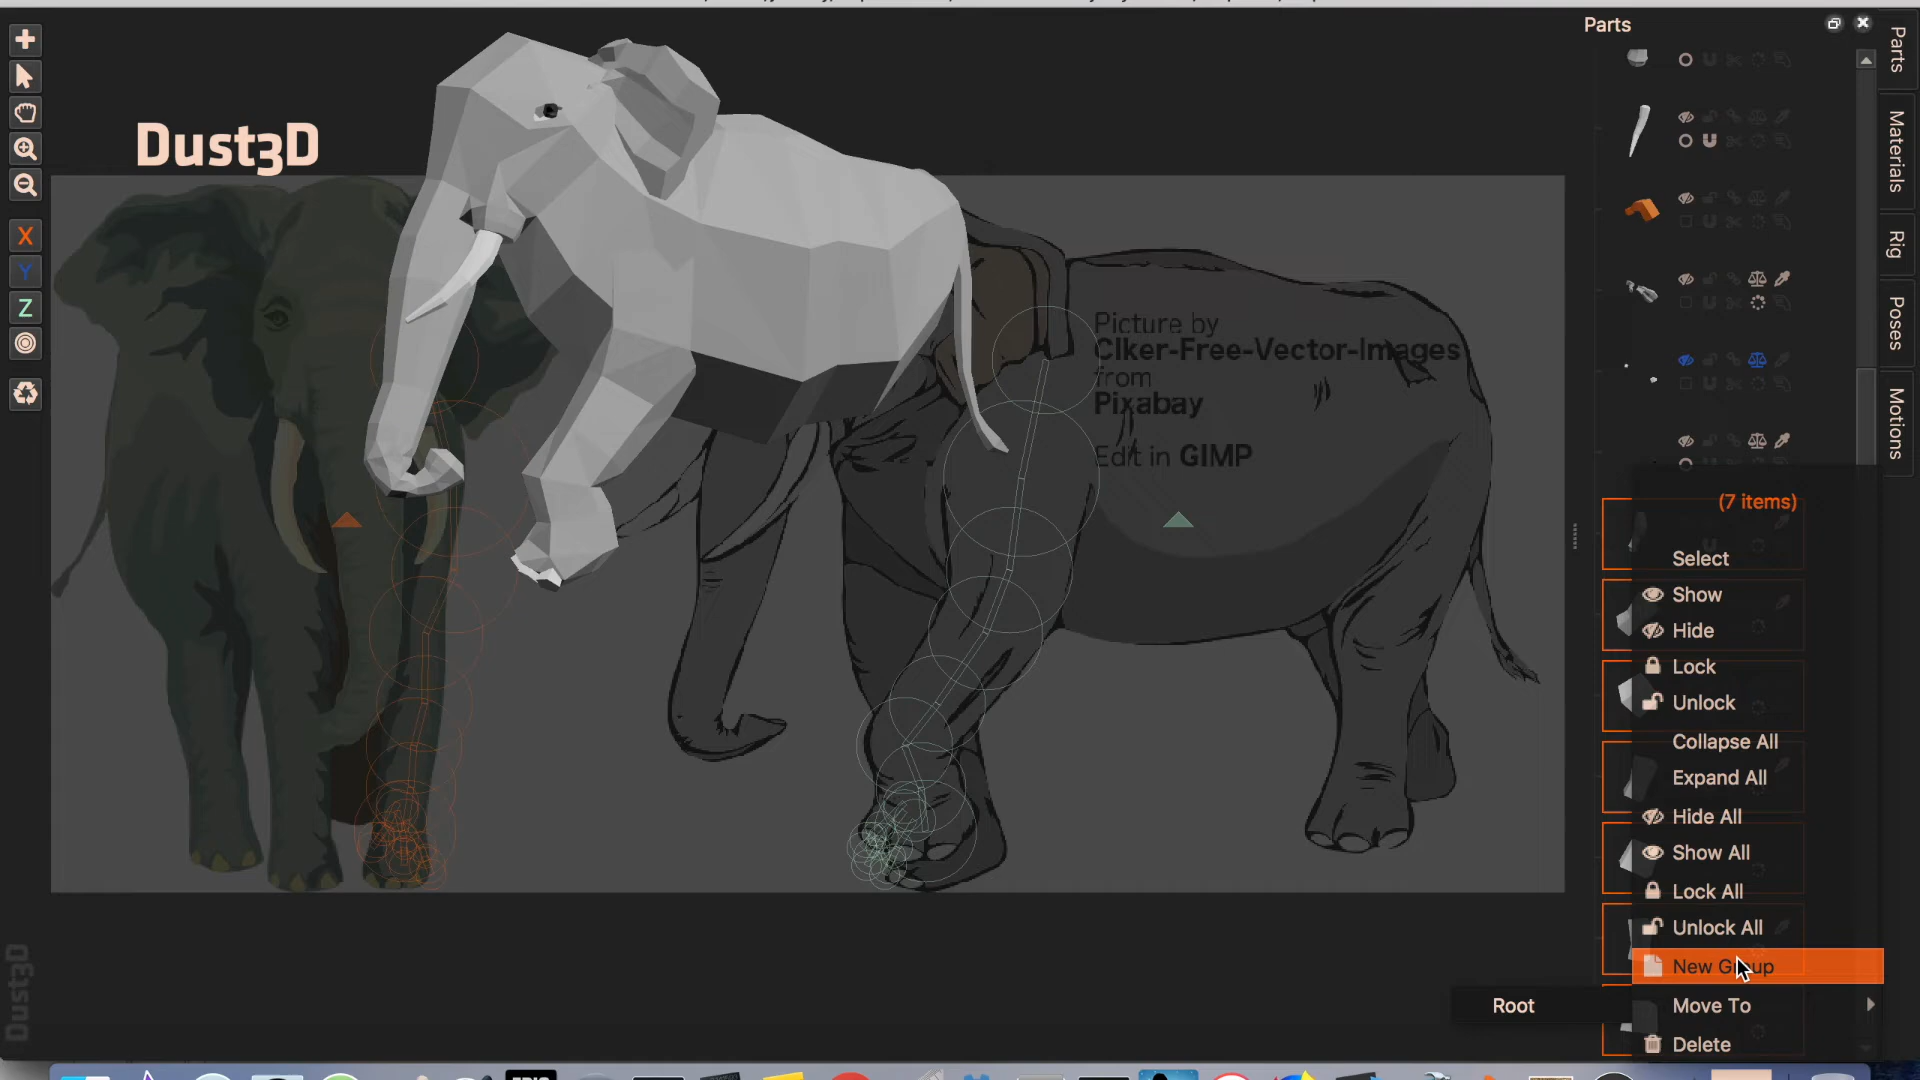 Parts
Dust3D
X
Y
Z
Picture by
Clker-Free-Vector-Images
from
Pixabay
Edit in GIMP
Parts
Materials
Rig
Poses
Motions
(7 items)
Select
Show
Hide
Lock
Unlock
Collapse All
Expand All
Hide All
Show All
Lock All
Unlock All
New Group
Root
Move To
Delete
Dust3D